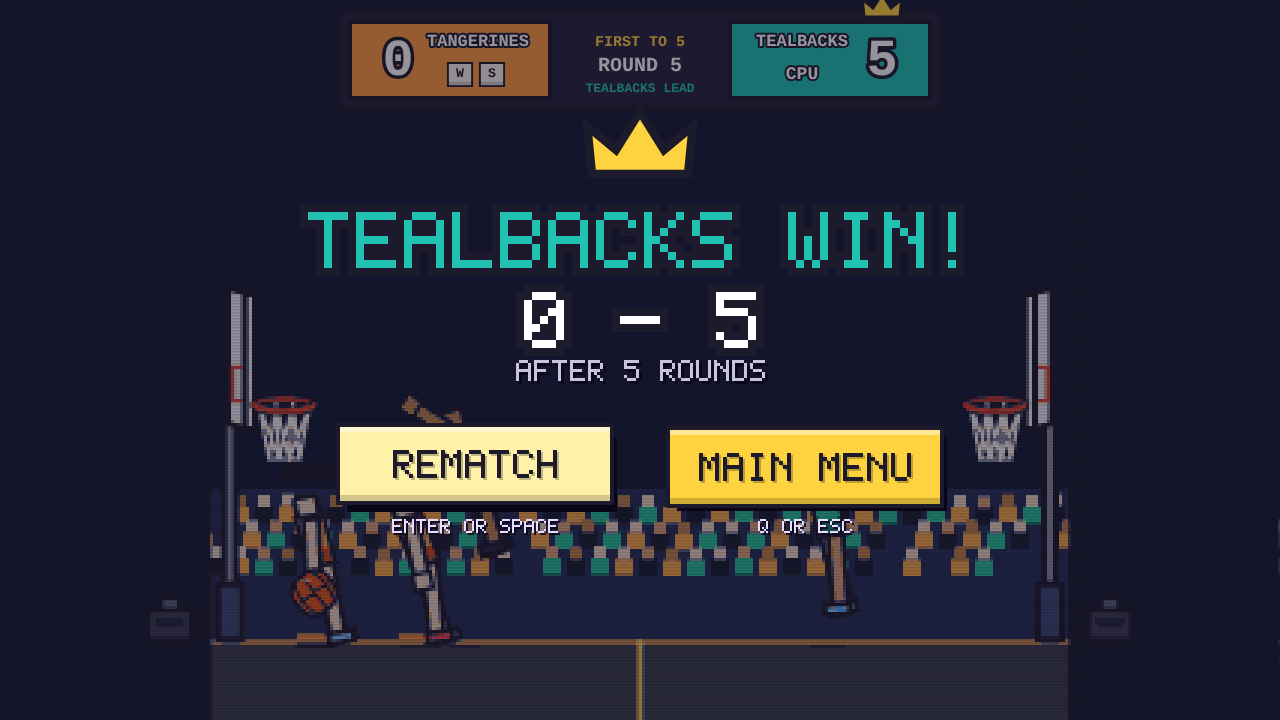 0 TANGERINES
W S
FIRST TO 5
ROUND 5
TEALBACKS LEAD
TEALBACKS 5
CPU
TEALBACKS WIN!
0 - 5
AFTER 5 ROUNDS
REMATCH
MAIN MENU
ENTER OR SPACE
Q OR ESC